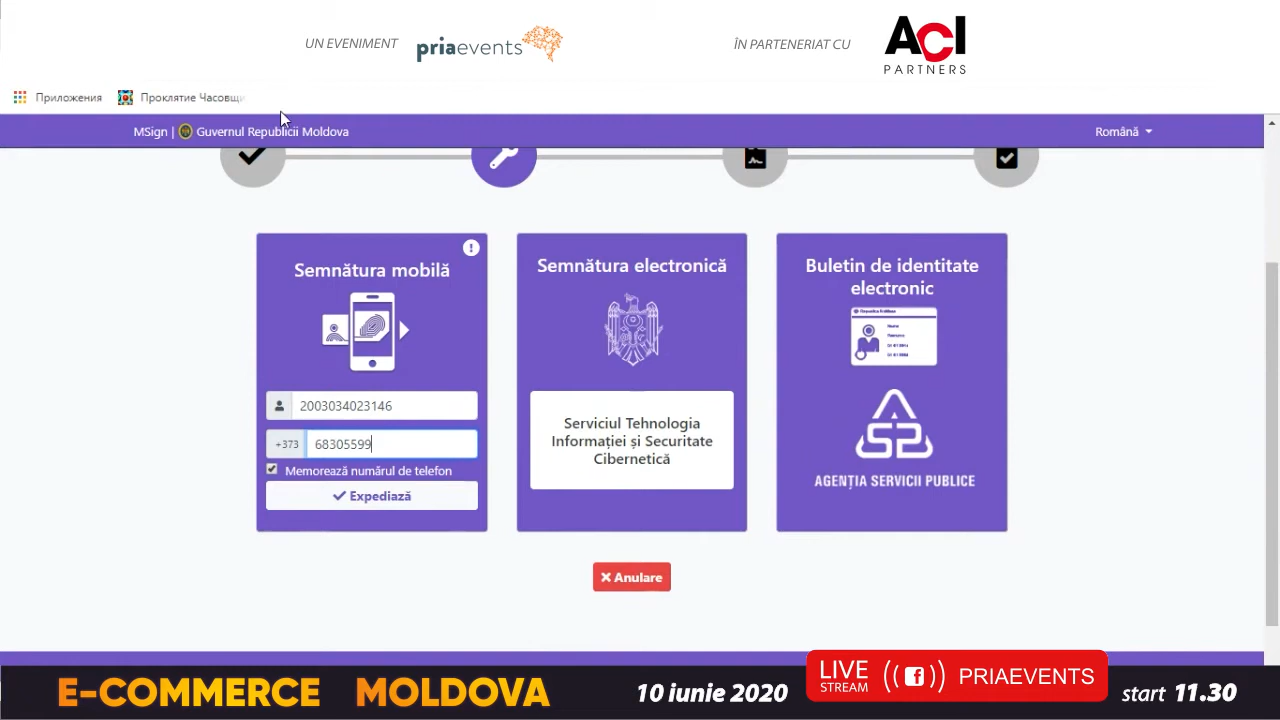 UN EVENIMENT priaevents ÎN PARTENERIAT CU ACI
PARTNERS
Приложения Проклятие Часовщи
MSign | Guvernul Republicii Moldova Română
Semnătura mobilă
2003034023146
+373 68305599
Memorează numărul de telefon
Expediază
Semnătura electronică
Serviciul Tehnologia
Informației și Securitate
Cibernetică
Buletin de identitate
electronic
AGENȚIA SERVICII PUBLICE
Anulare
E-COMMERCE MOLDOVA 10 iunie 2020
LIVE
STREAM
PRIAEVENTS
start 11.30